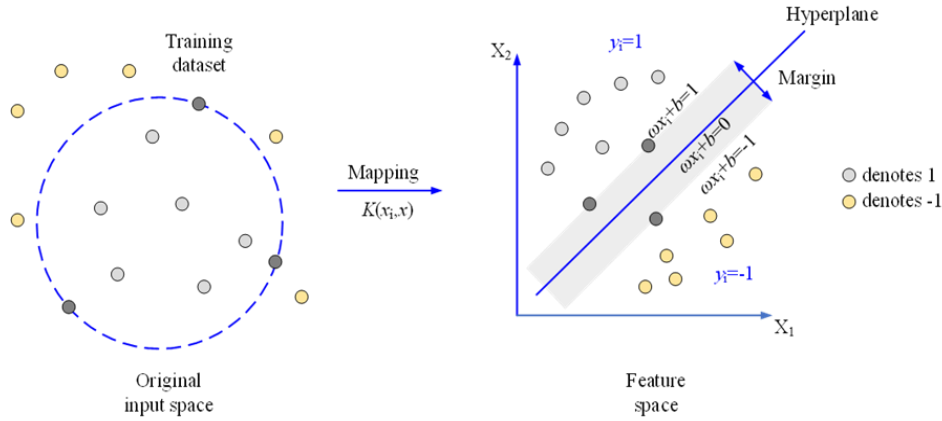 Training
dataset
Mapping
K(xᵢ,x)
Original
input space
X₂
yᵢ=1
Hyperplane
Margin
ωxᵢ+b=1
ωxᵢ+b=0
ωxᵢ+b=-1
denotes 1
denotes -1
yᵢ=-1
X₁
Feature
space